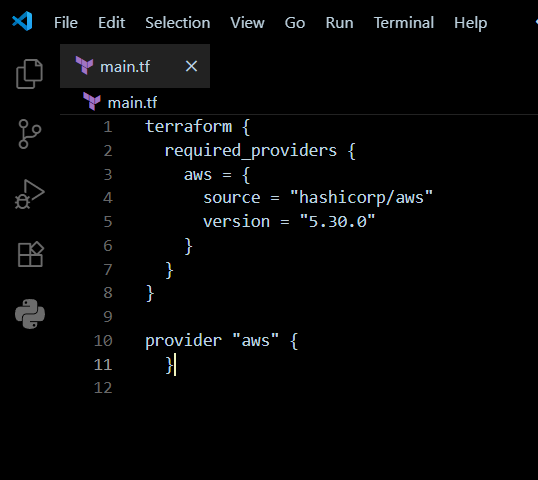 File Edit Selection View Go Run Terminal Help
main.tf
main.tf
1 terraform {
2   required_providers {
3     aws = {
4       source = "hashicorp/aws"
5       version = "5.30.0"
6     }
7   }
8 }
9
10 provider "aws" {
11   }
12